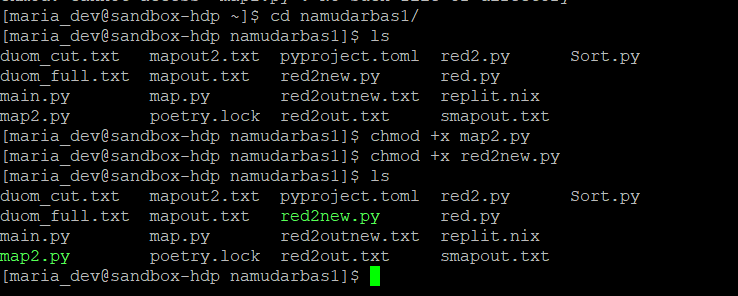 [maria_dev@sandbox-hdp ~]$ cd namudarbas1/
[maria_dev@sandbox-hdp namudarbas1]$ ls
duom_cut.txt mapout2.txt pyproject.toml red2.py Sort.py
duom_full.txt mapout.txt red2new.py red.py
main.py map.py red2outnew.txt replit.nix
map2.py poetry.lock red2out.txt smapout.txt
[maria_dev@sandbox-hdp namudarbas1]$ chmod +x map2.py
[maria_dev@sandbox-hdp namudarbas1]$ chmod +x red2new.py
[maria_dev@sandbox-hdp namudarbas1]$ ls
duom_cut.txt mapout2.txt pyproject.toml red2.py Sort.py
duom_full.txt mapout.txt red2new.py red.py
main.py map.py red2outnew.txt replit.nix
map2.py poetry.lock red2out.txt smapout.txt
[maria_dev@sandbox-hdp namudarbas1]$